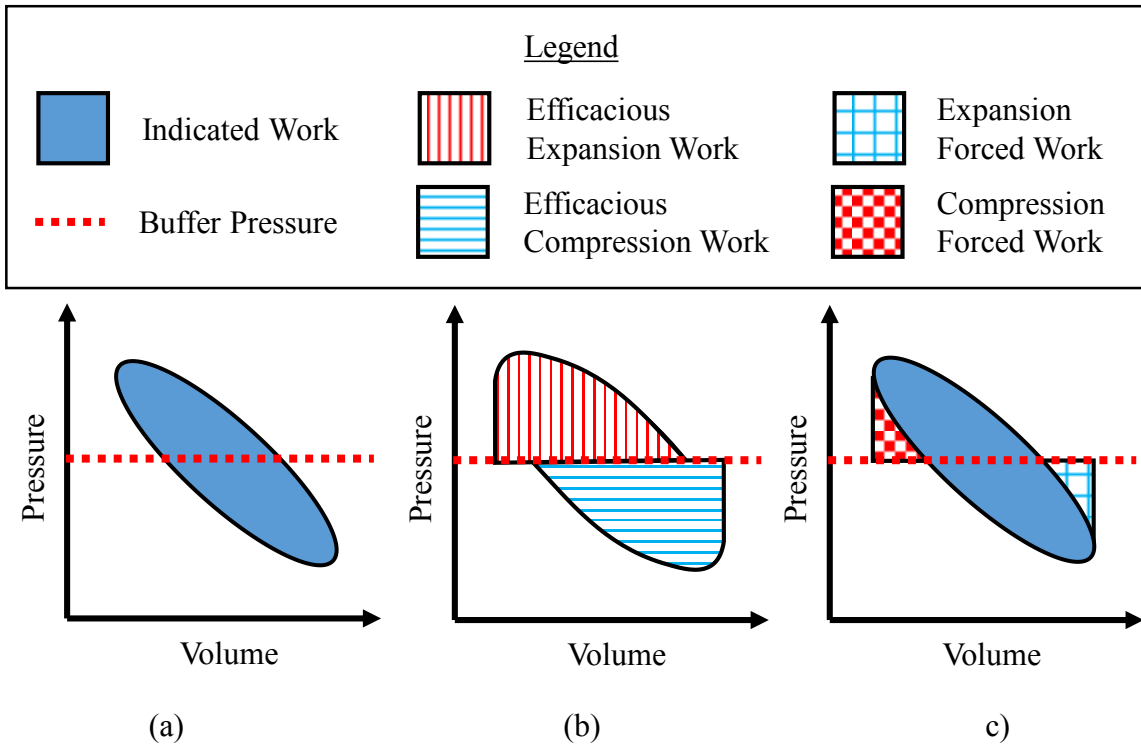 Legend
Indicated Work
Buffer Pressure
Efficacious
Expansion Work
Efficacious
Compression Work
Expansion
Forced Work
Compression
Forced Work
Pressure
Volume
(a)
Pressure
Volume
(b)
Pressure
Volume
c)